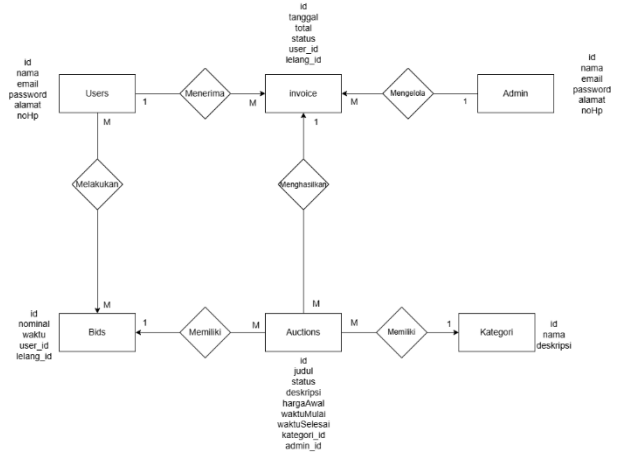 id
tanggal
total
status
user_id
lelang_id
id
nama
email
password
alamat
noHp
Users
1
Menerima
M
invoice
M
Mengelola
1
Admin
id
nama
email
password
alamat
noHp
M
1
Melakukan
Menghasilkan
M
M
id
nominal
waktu
user_id
lelang_id
Bids
1
Memiliki
M
Auctions
M
Memiliki
1
Kategori
id
nama
deskripsi
id
judul
status
deskripsi
hargaAwal
waktuMulai
waktuSelesai
kategori_id
admin_id